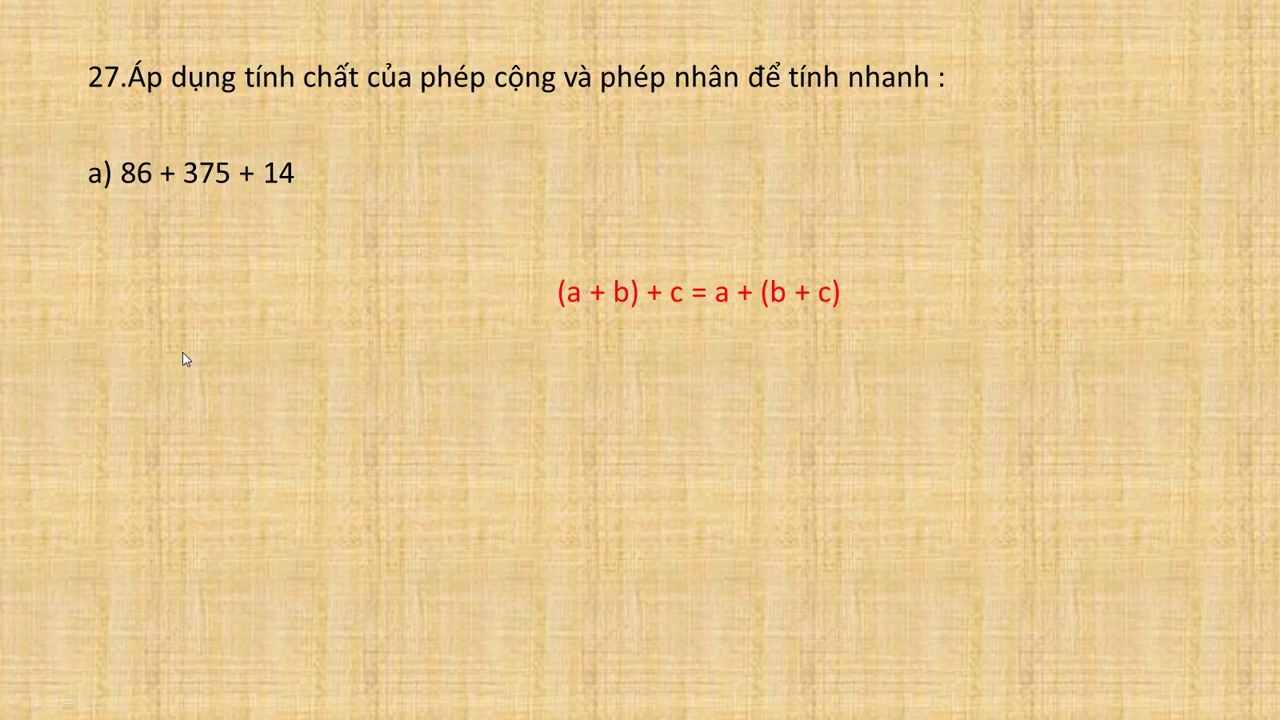 27.Áp dụng tính chất của phép cộng và phép nhân để tính nhanh :
a) 86 + 375 + 14
(a + b) + c = a + (b + c)